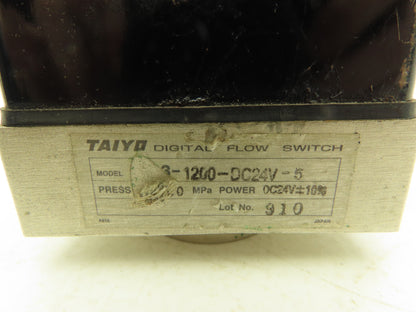 TAIYO DIGITAL FLOW SWITCH
MODEL -1200-DC24V-5
PRESS 0 MPa POWER DC24V±10%
Lot No. 910
JAPAN